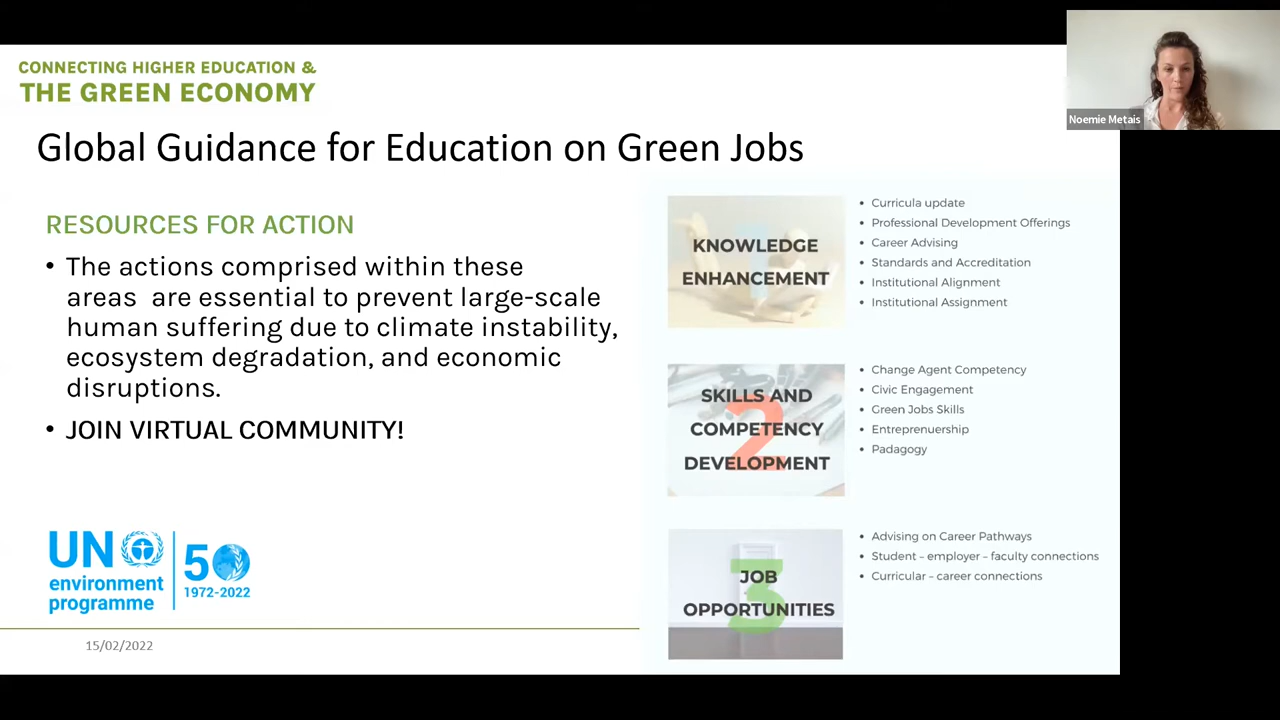 CONNECTING HIGHER EDUCATION &
THE GREEN ECONOMY
Noemie Metais
Global Guidance for Education on Green Jobs
RESOURCES FOR ACTION
• The actions comprised within these
areas are essential to prevent large-scale
human suffering due to climate instability,
ecosystem degradation, and economic
disruptions.
• JOIN VIRTUAL COMMUNITY!
1
KNOWLEDGE
ENHANCEMENT
• Curricula update
• Professional Development Offerings
• Career Advising
• Standards and Accreditation
• Institutional Alignment
• Institutional Assignment
2
SKILLS AND
COMPETENCY
DEVELOPMENT
• Change Agent Competency
• Civic Engagement
• Green Jobs Skills
• Entreprenuership
• Padagogy
3
JOB
OPPORTUNITIES
• Advising on Career Pathways
• Student – employer – faculty connections
• Curricular – career connections
UN
environment
programme
50
1972-2022
15/02/2022